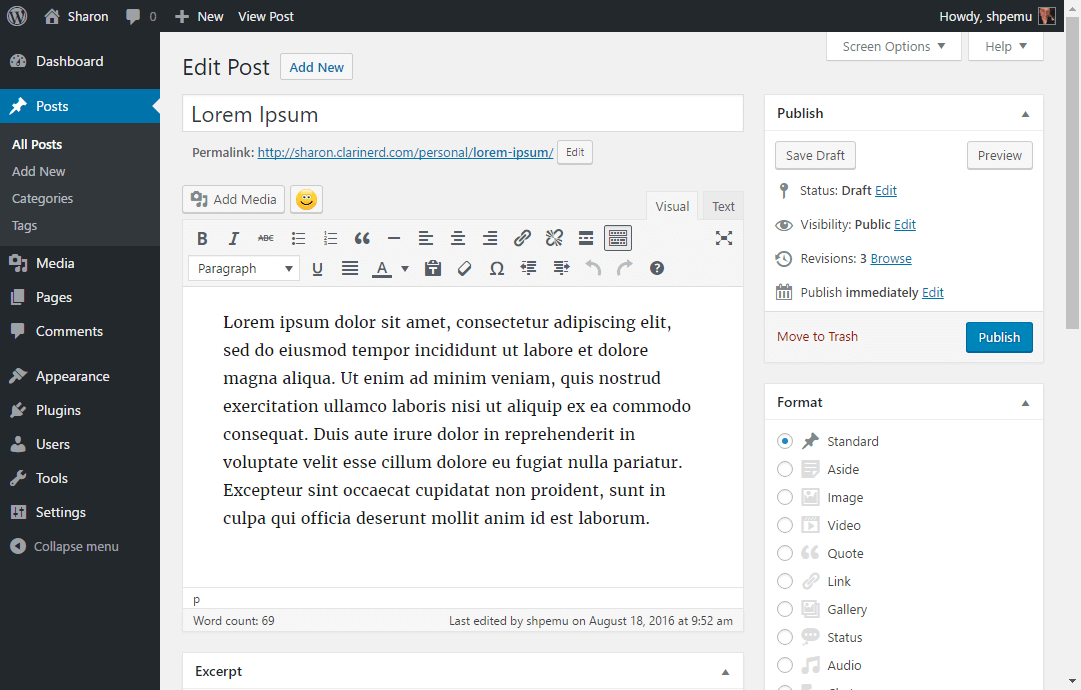 Sharon 0 New View Post Howdy, shpemu
Dashboard
Posts
All Posts
Add New
Categories
Tags
Media
Pages
Comments
Appearance
Plugins
Users
Tools
Settings
Collapse menu
Screen Options Help
Edit Post Add New
Lorem Ipsum
Permalink: http://sharon.clarinerd.com/personal/lorem-ipsum/ Edit
Add Media
Visual Text
B I ABC
Paragraph U A Ω
Lorem ipsum dolor sit amet, consectetur adipiscing elit,
sed do eiusmod tempor incididunt ut labore et dolore
magna aliqua. Ut enim ad minim veniam, quis nostrud
exercitation ullamco laboris nisi ut aliquip ex ea commodo
consequat. Duis aute irure dolor in reprehenderit in
voluptate velit esse cillum dolore eu fugiat nulla pariatur.
Excepteur sint occaecat cupidatat non proident, sunt in
culpa qui officia deserunt mollit anim id est laborum.
p
Word count: 69 Last edited by shpemu on August 18, 2016 at 9:52 am
Excerpt
Publish
Save Draft Preview
Status: Draft Edit
Visibility: Public Edit
Revisions: 3 Browse
Publish immediately Edit
Move to Trash Publish
Format
Standard
Aside
Image
Video
Quote
Link
Gallery
Status
Audio